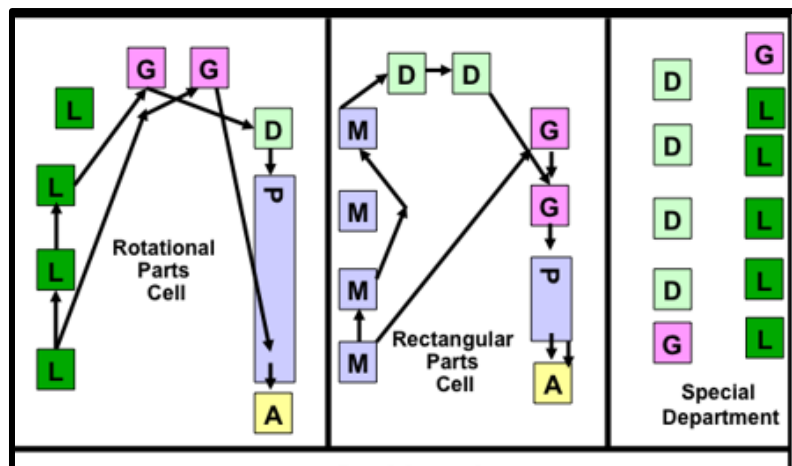 G G
L
D
L
P
Rotational
Parts
Cell
L
L
A
D D
M
G
M
G
M
P
Rectangular
Parts
Cell
M
A
G
D
L
D
L
D
L
D
L
G
L
Special
Department